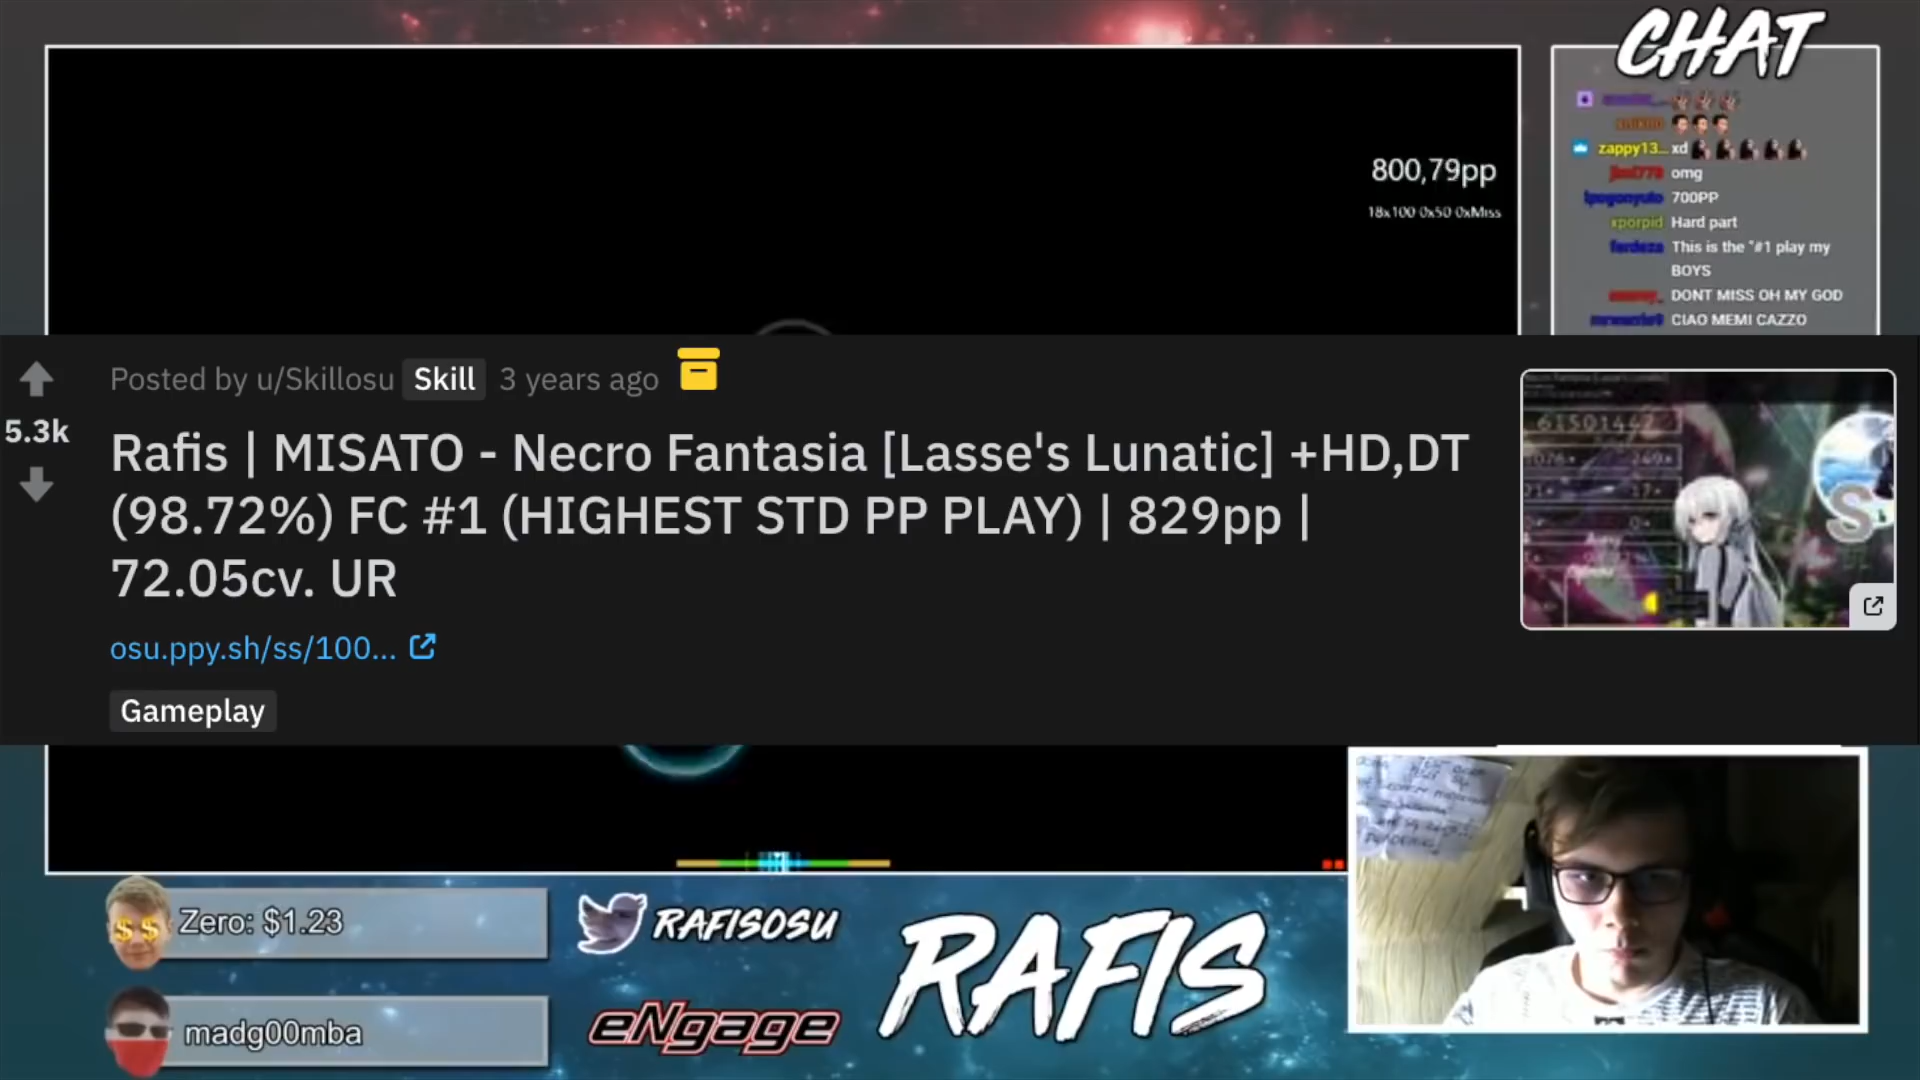 CHAT
800,79pp
18x100 0x50 0xMiss
zappy13... xd
omg
700PP
xporpid Hard part
ferdeza This is the "#1 play my
BOYS
DONT MISS OH MY GOD
CIAO MEMI CAZZO
Posted by u/Skillosu Skill 3 years ago
5.3k
Rafis | MISATO - Necro Fantasia [Lasse's Lunatic] +HD,DT
(98.72%) FC #1 (HIGHEST STD PP PLAY) | 829pp |
72.05cv. UR
osu.ppy.sh/ss/100...
Gameplay
S
Zero: $1.23
RAFISOSU
RAFIS
madg00mba
eNgage